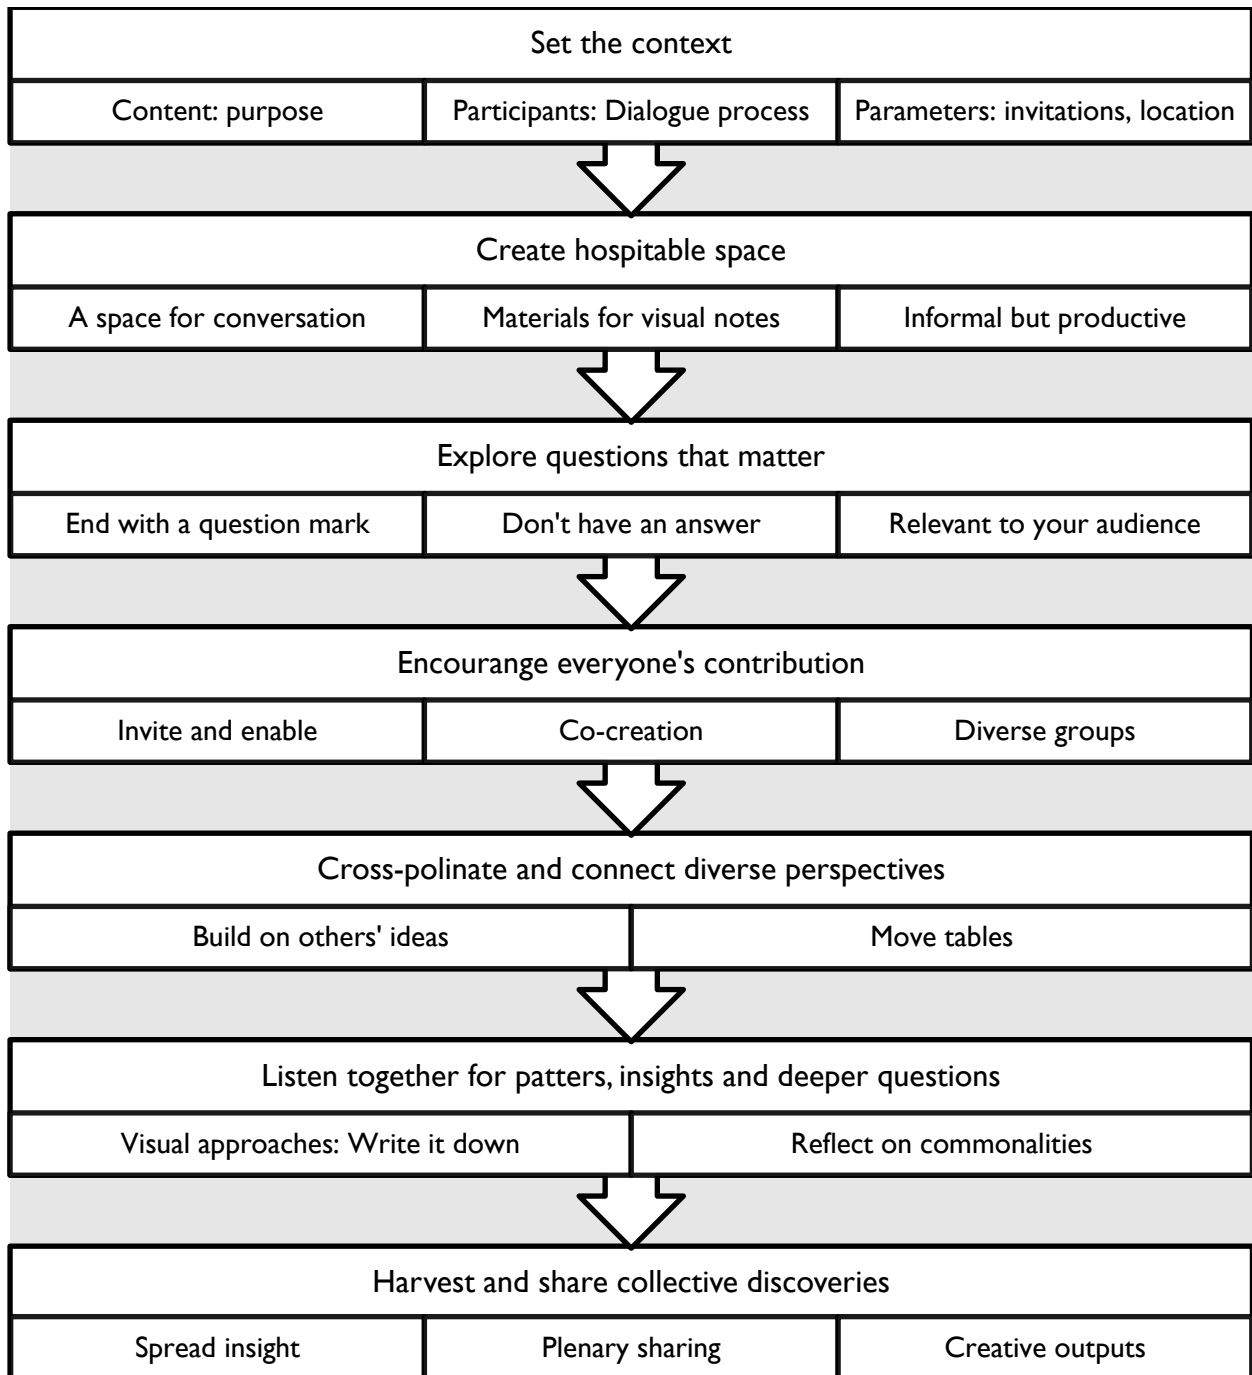 Set the context
Content: purpose
Participants: Dialogue process
Parameters: invitations, location
Create hospitable space
A space for conversation
Materials for visual notes
Informal but productive
Explore questions that matter
End with a question mark
Don't have an answer
Relevant to your audience
Encourange everyone's contribution
Invite and enable
Co-creation
Diverse groups
Cross-polinate and connect diverse perspectives
Build on others' ideas
Move tables
Listen together for patters, insights and deeper questions
Visual approaches: Write it down
Reflect on commonalities
Harvest and share collective discoveries
Spread insight
Plenary sharing
Creative outputs